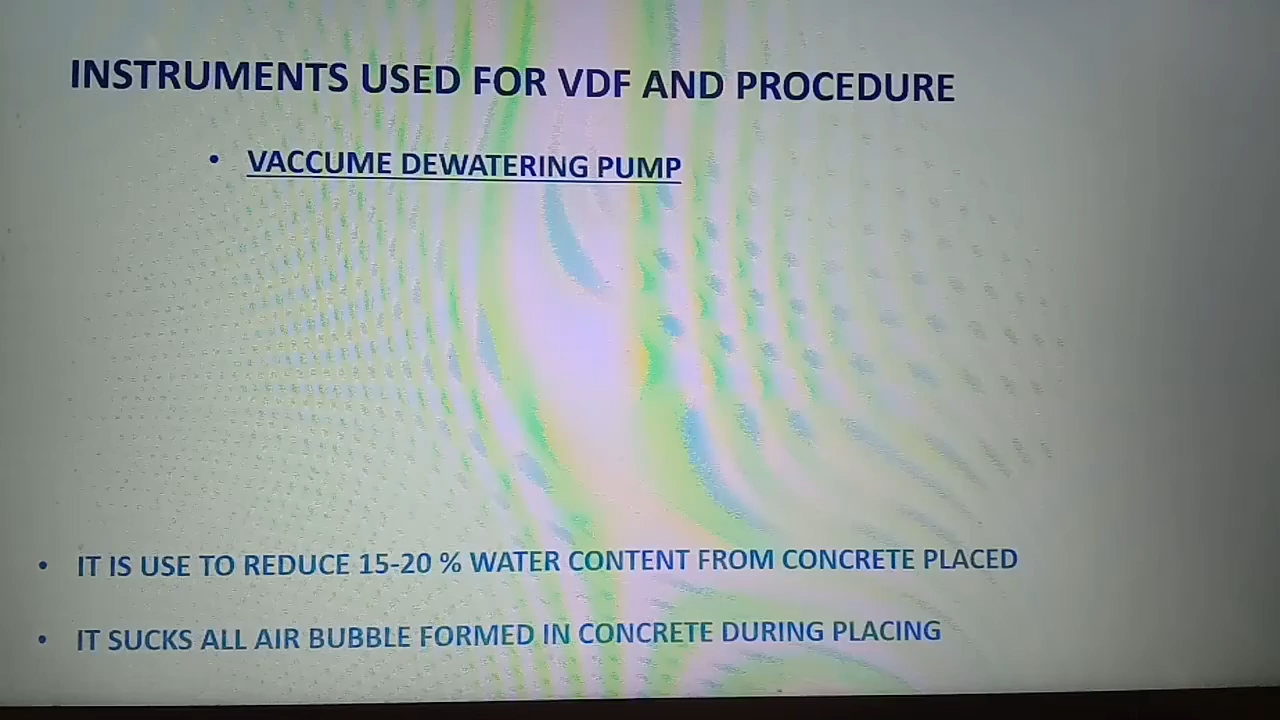 INSTRUMENTS USED FOR VDF AND PROCEDURE
• VACCUME DEWATERING PUMP
• IT IS USE TO REDUCE 15-20 % WATER CONTENT FROM CONCRETE PLACED
• IT SUCKS ALL AIR BUBBLE FORMED IN CONCRETE DURING PLACING